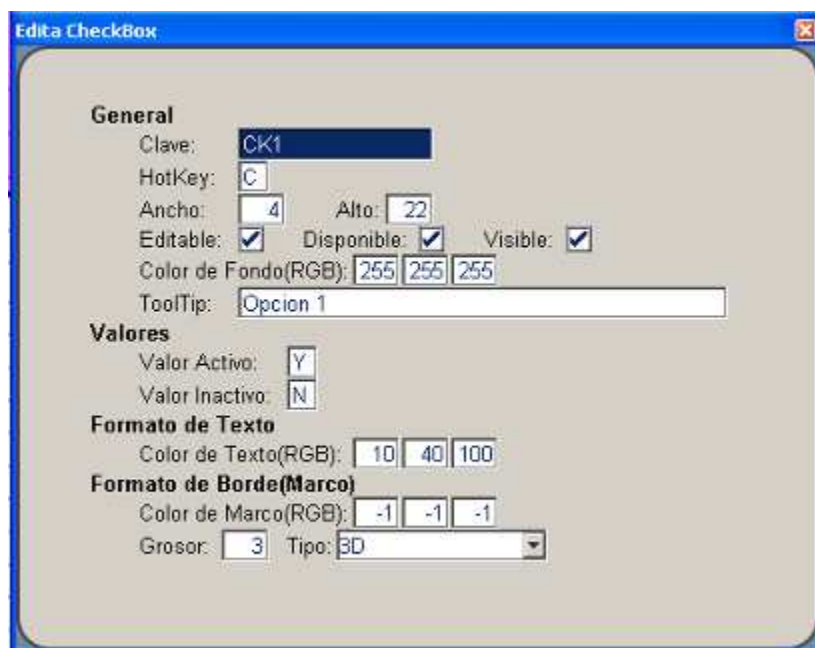 Edita CheckBox
General
Clave: CK1
HotKey: C
Ancho: 4 Alto: 22
Editable: Disponible: Visible:
Color de Fondo(RGB): 255 255 255
ToolTip: Opcion 1
Valores
Valor Activo: Y
Valor Inactivo: N
Formato de Texto
Color de Texto(RGB): 10 40 100
Formato de Borde(Marco)
Color de Marco(RGB): -1 -1 -1
Grosor: 3 Tipo: 3D